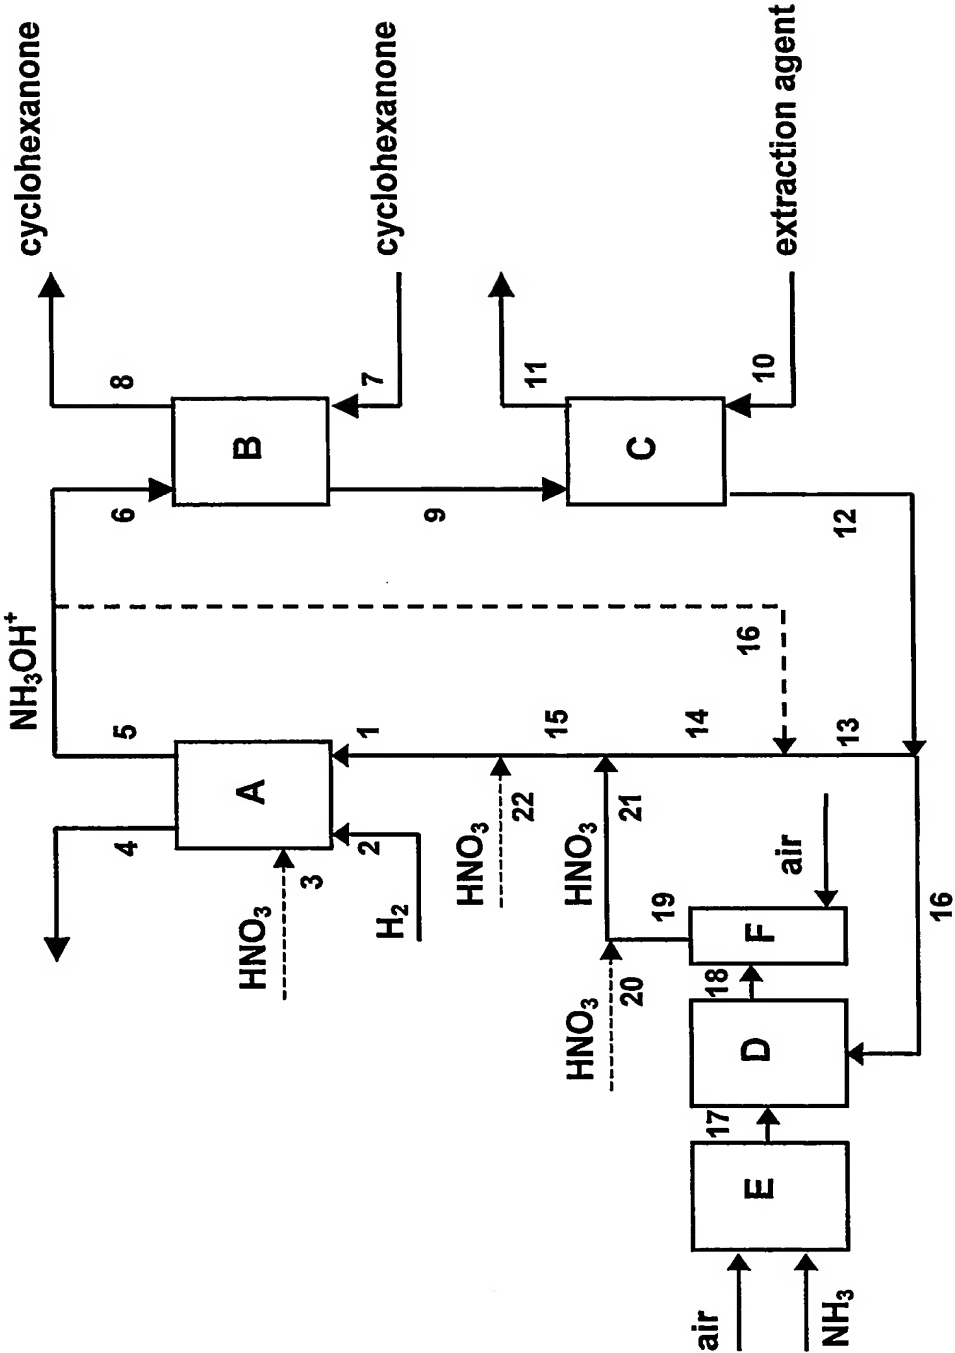 NH₃OH⁺
cyclohexanone
4
5
6
8
HNO₃
A
B
3
H₂
2
1
7
cyclohexanone
9
HNO₃
22
15
11
HNO₃
HNO₃
20
21
C
19
14
air
17
18
16
E
D
F
10
air
extraction agent
NH₃
13
12
16